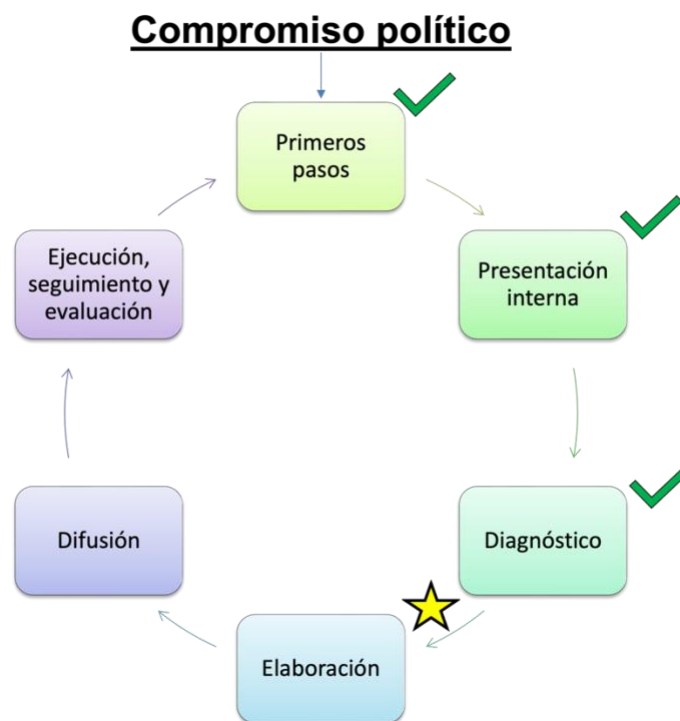 Compromiso político
Primeros
pasos
Presentación
interna
Diagnóstico
Elaboración
Difusión
Ejecución,
seguimiento y
evaluación